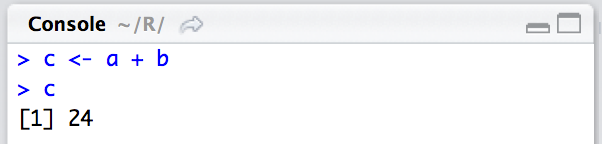 Console ~/R/
> c <- a + b
> c
[1] 24